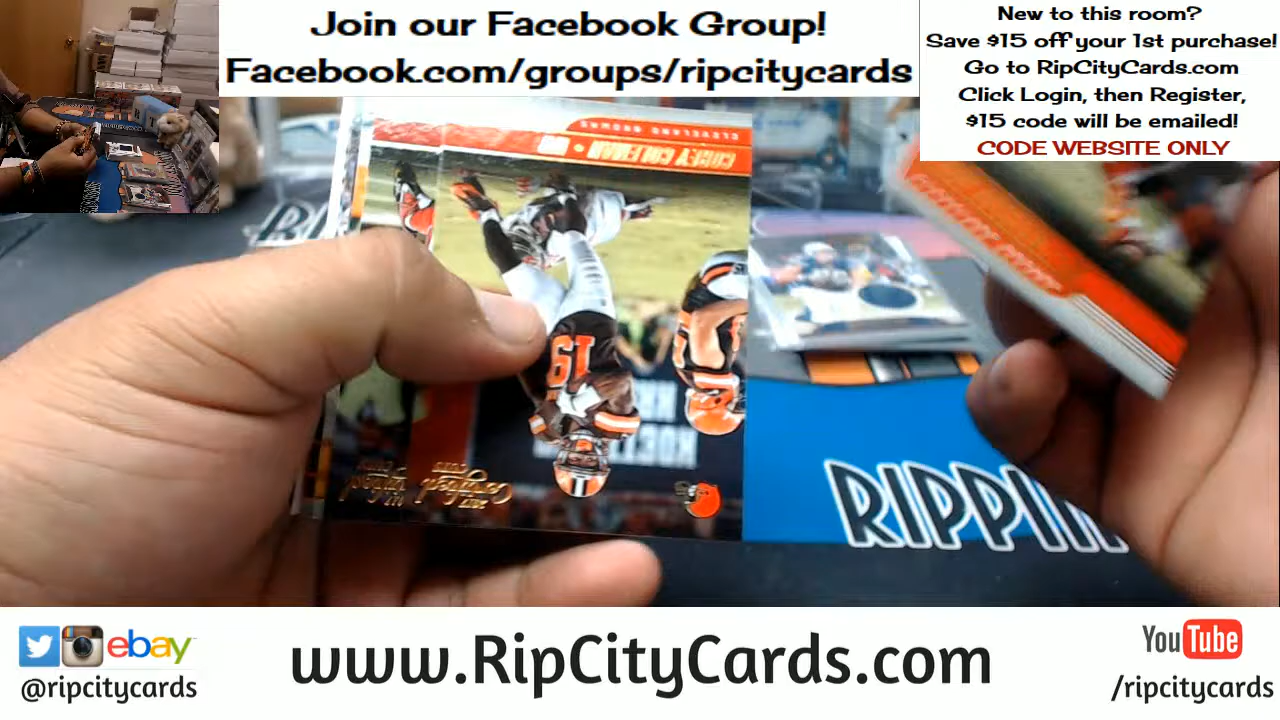 Join our Facebook Group!
Facebook.com/groups/ripcitycards
New to this room?
Save $15 off your 1st purchase!
Go to RipCityCards.com
Click Login, then Register,
$15 code will be emailed!
CODE WEBSITE ONLY
CLEVELAND BROWNS
COREY COLEMAN • WR
19
RIPPIN
ebay
@ripcitycards
www.RipCityCards.com
YouTube
/ripcitycards